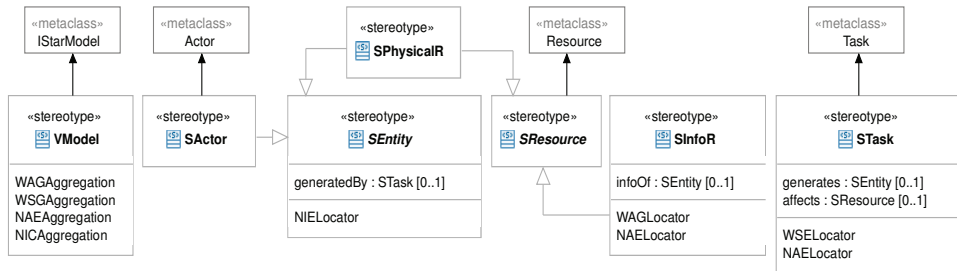 «metaclass»
IStarModel
«metaclass»
Actor
«stereotype»
SPhysicalR
«metaclass»
Resource
«metaclass»
Task
«stereotype»
VModel
WAGAggregation
WSGAggregation
NAEAggregation
NICAggregation
«stereotype»
SActor
«stereotype»
SEntity
generatedBy : STask [0..1]
NIELocator
«stereotype»
SResource
«stereotype»
SInfoR
infoOf : SEntity [0..1]
WAGLocator
NAELocator
«stereotype»
STask
generates : SEntity [0..1]
affects : SResource [0..1]
WSELocator
NAELocator